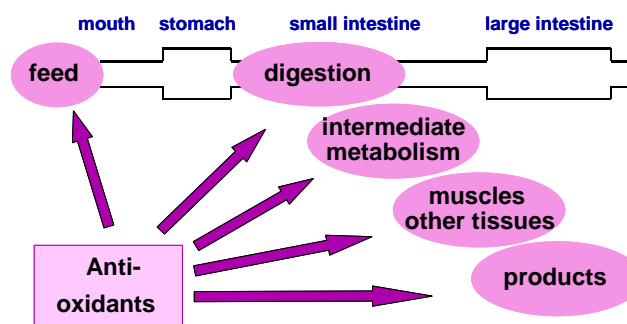 mouth stomach small intestine large intestine
feed digestion
intermediate
metabolism
muscles
other tissues
Anti-
oxidants
products